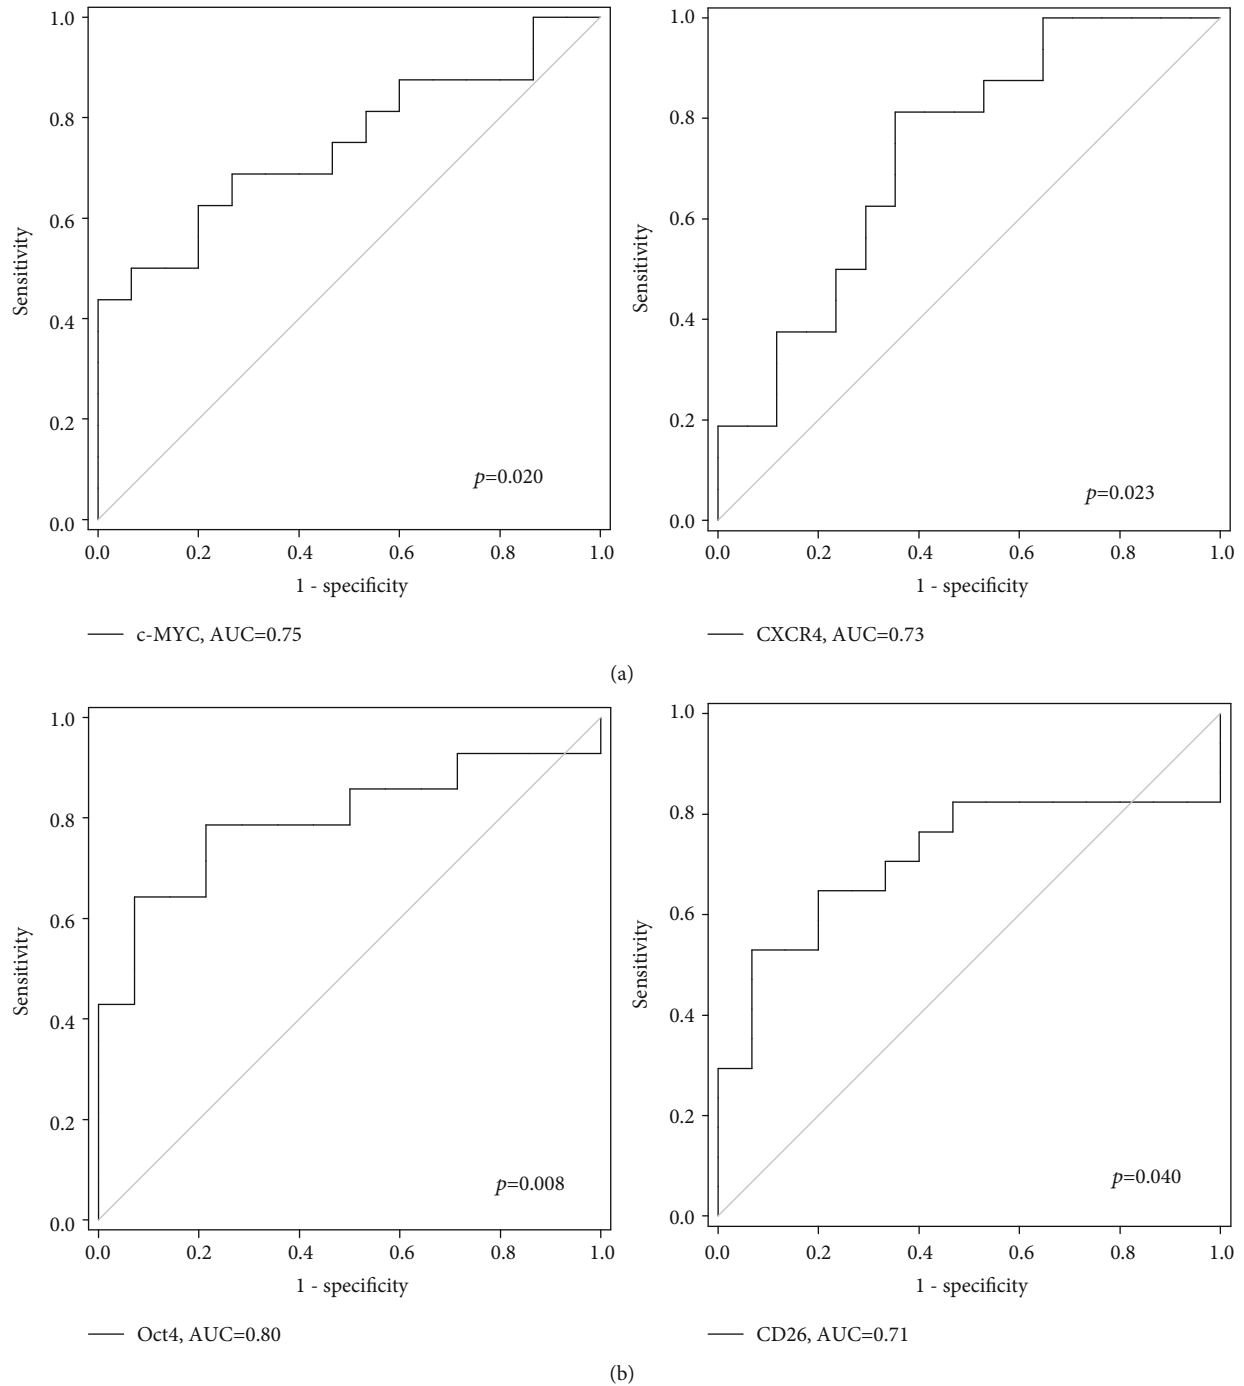 1.0
0.8
0.6
0.4
0.2
0.0
Sensitivity
p=0.020
0.0 0.2 0.4 0.6 0.8 1.0
1 - specificity
c-MYC, AUC=0.75
1.0
0.8
0.6
0.4
0.2
0.0
Sensitivity
p=0.023
0.0 0.2 0.4 0.6 0.8 1.0
1 - specificity
CXCR4, AUC=0.73
(a)
1.0
0.8
0.6
0.4
0.2
0.0
Sensitivity
p=0.008
0.0 0.2 0.4 0.6 0.8 1.0
1 - specificity
Oct4, AUC=0.80
1.0
0.8
0.6
0.4
0.2
0.0
Sensitivity
p=0.040
0.0 0.2 0.4 0.6 0.8 1.0
1 - specificity
CD26, AUC=0.71
(b)